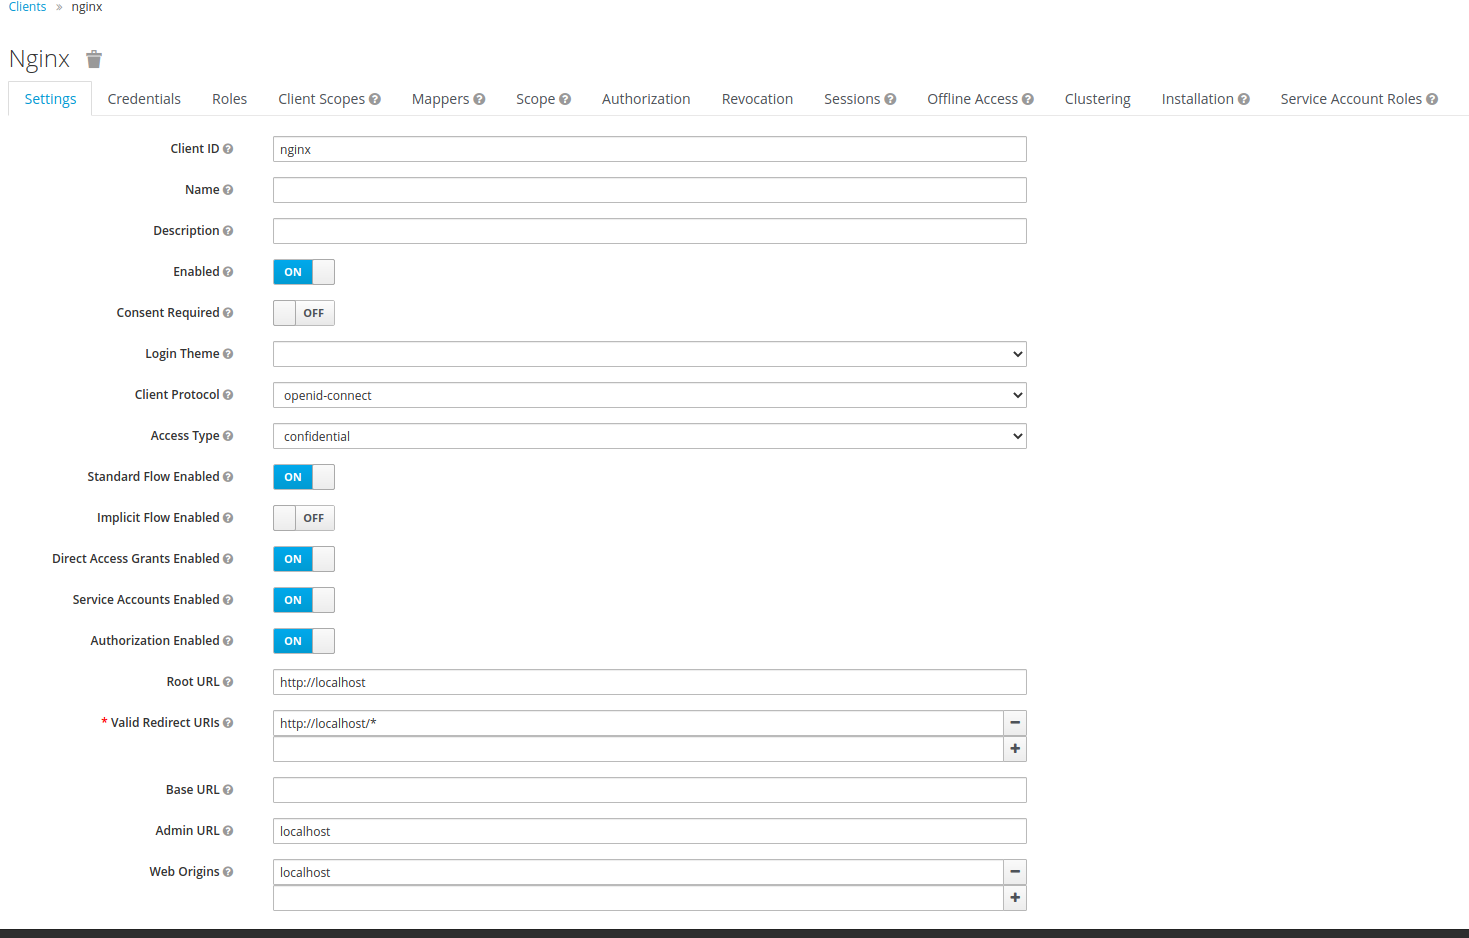 Clients » nginx
Nginx
Settings Credentials Roles Client Scopes Mappers Scope Authorization Revocation Sessions Offline Access Clustering Installation Service Account Roles
Client ID nginx
Name
Description
Enabled ON
Consent Required OFF
Login Theme
Client Protocol openid-connect
Access Type confidential
Standard Flow Enabled ON
Implicit Flow Enabled OFF
Direct Access Grants Enabled ON
Service Accounts Enabled ON
Authorization Enabled ON
Root URL http://localhost
* Valid Redirect URIs http://localhost/*
Base URL
Admin URL localhost
Web Origins localhost